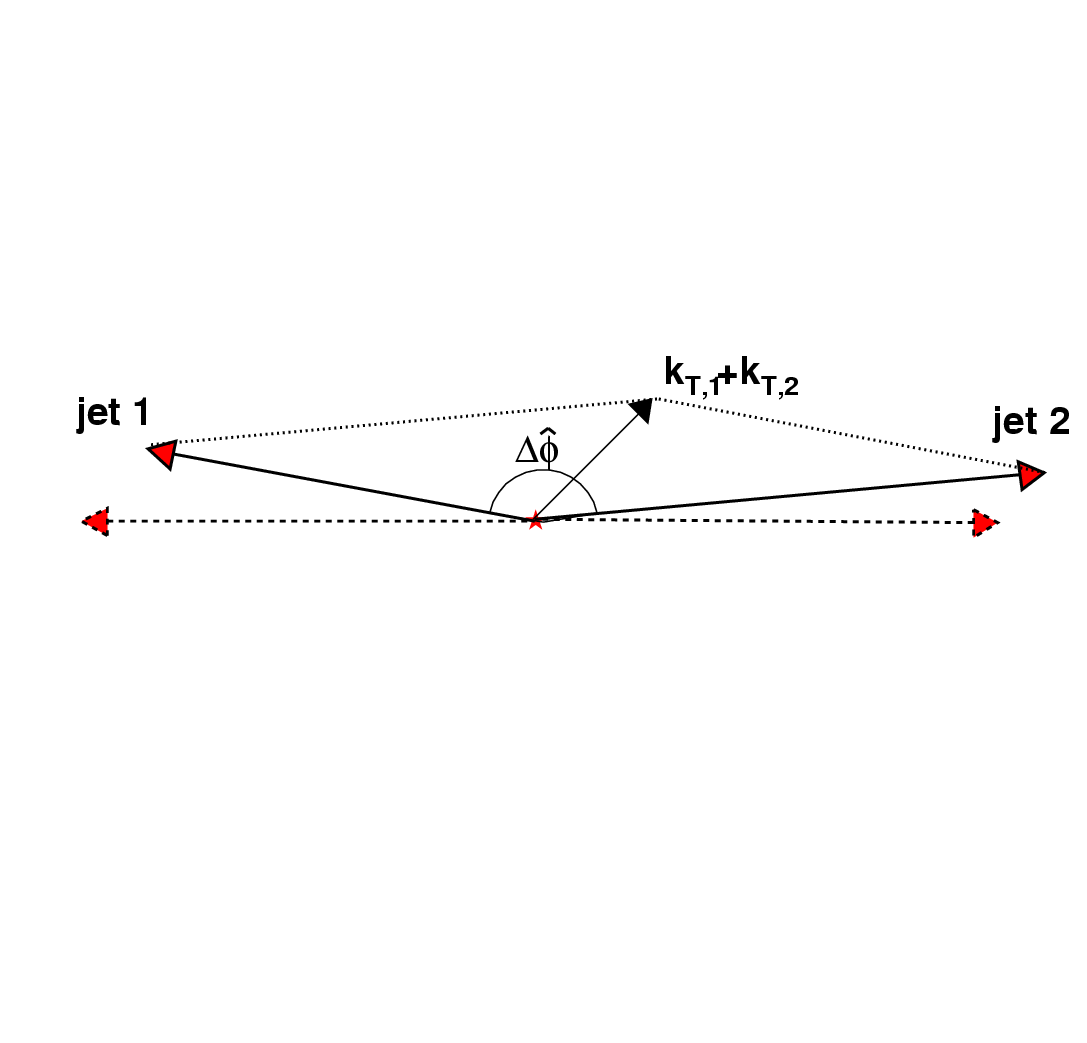 k_T,1+k_T,2
jet 1
jet 2
Δφ̂